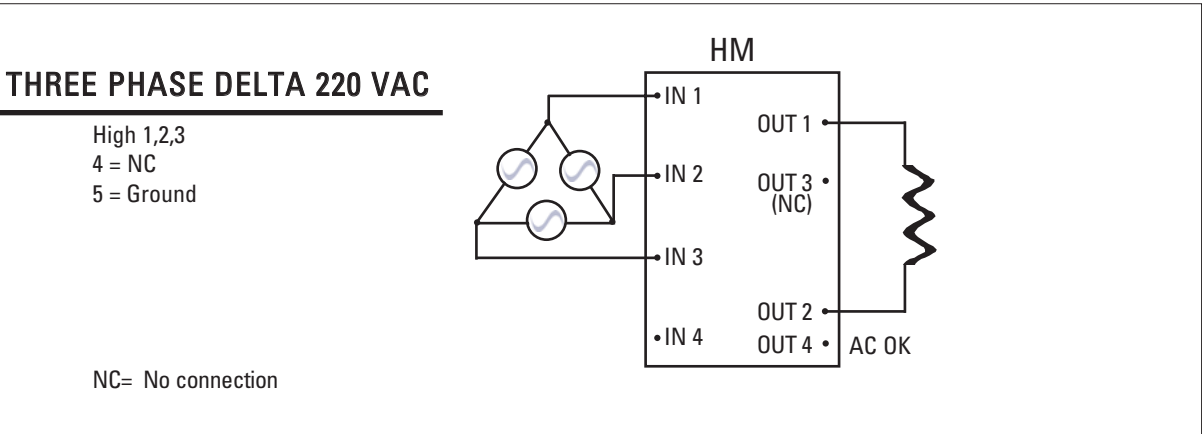 THREE PHASE DELTA 220 VAC
High 1,2,3
4 = NC
5 = Ground
NC= No connection
HM
IN 1
IN 2
IN 3
IN 4
OUT 1
OUT 3
(NC)
OUT 2
OUT 4
AC OK